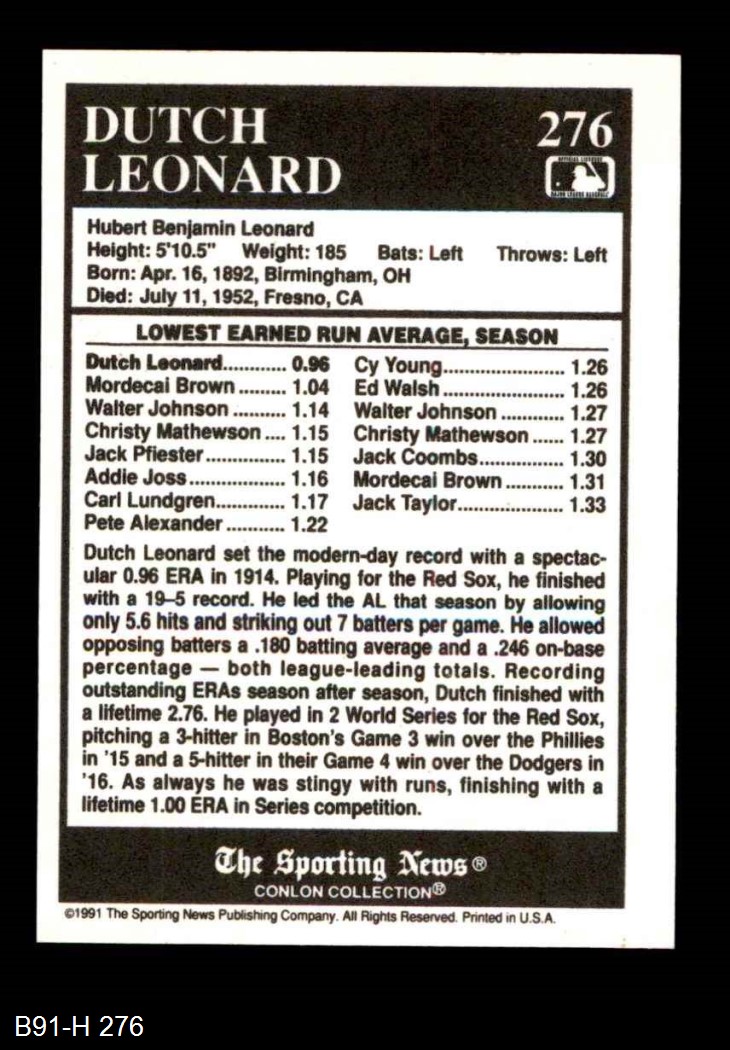 DUTCH
LEONARD
276
OFFICIAL LICENSEE
MAJOR LEAGUE BASEBALL
Hubert Benjamin Leonard
Height: 5'10.5" Weight: 185 Bats: Left Throws: Left
Born: Apr. 16, 1892, Birmingham, OH
Died: July 11, 1952, Fresno, CA
LOWEST EARNED RUN AVERAGE, SEASON
Dutch Leonard............ 0.96
Mordecai Brown ......... 1.04
Walter Johnson .......... 1.14
Christy Mathewson .... 1.15
Jack Pfiester............... 1.15
Addie Joss.................. 1.16
Carl Lundgren............. 1.17
Pete Alexander ........... 1.22
Cy Young....................... 1.26
Ed Walsh ....................... 1.26
Walter Johnson ............ 1.27
Christy Mathewson ...... 1.27
Jack Coombs................ 1.30
Mordecai Brown ........... 1.31
Jack Taylor.................... 1.33
Dutch Leonard set the modern-day record with a spectac-
ular 0.96 ERA in 1914. Playing for the Red Sox, he finished
with a 19–5 record. He led the AL that season by allowing
only 5.6 hits and striking out 7 batters per game. He allowed
opposing batters a .180 batting average and a .246 on-base
percentage — both league-leading totals. Recording
outstanding ERAs season after season, Dutch finished with
a lifetime 2.76. He played in 2 World Series for the Red Sox,
pitching a 3-hitter in Boston's Game 3 win over the Phillies
in '15 and a 5-hitter in their Game 4 win over the Dodgers in
'16. As always he was stingy with runs, finishing with a
lifetime 1.00 ERA in Series competition.
The Sporting News®
CONLON COLLECTION®
©1991 The Sporting News Publishing Company. All Rights Reserved. Printed in U.S.A.
B91-H 276